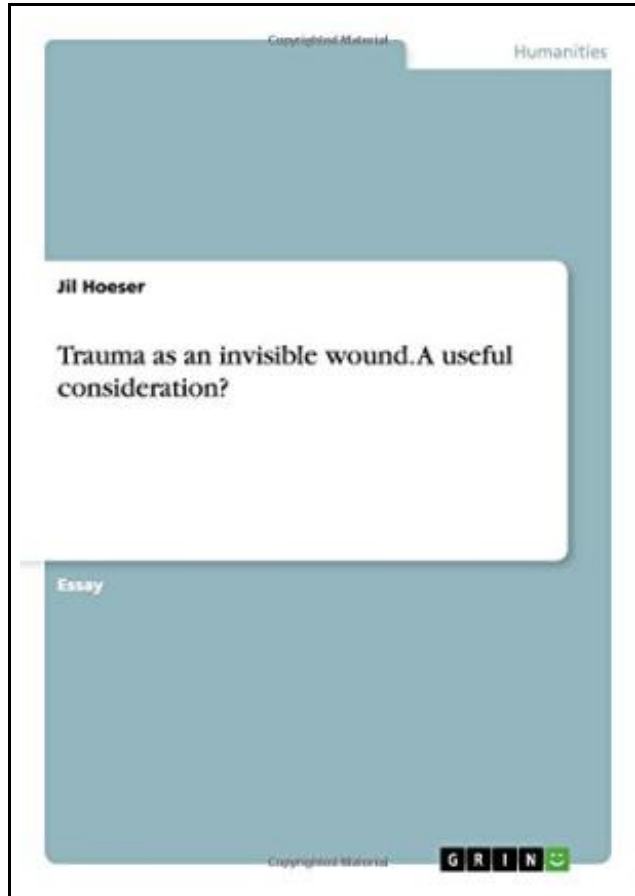 Copyrighted Material
Humanities
Jil Hoeser
Trauma as an invisible wound. A useful
consideration?
Essay
Copyrighted Material
GRIN